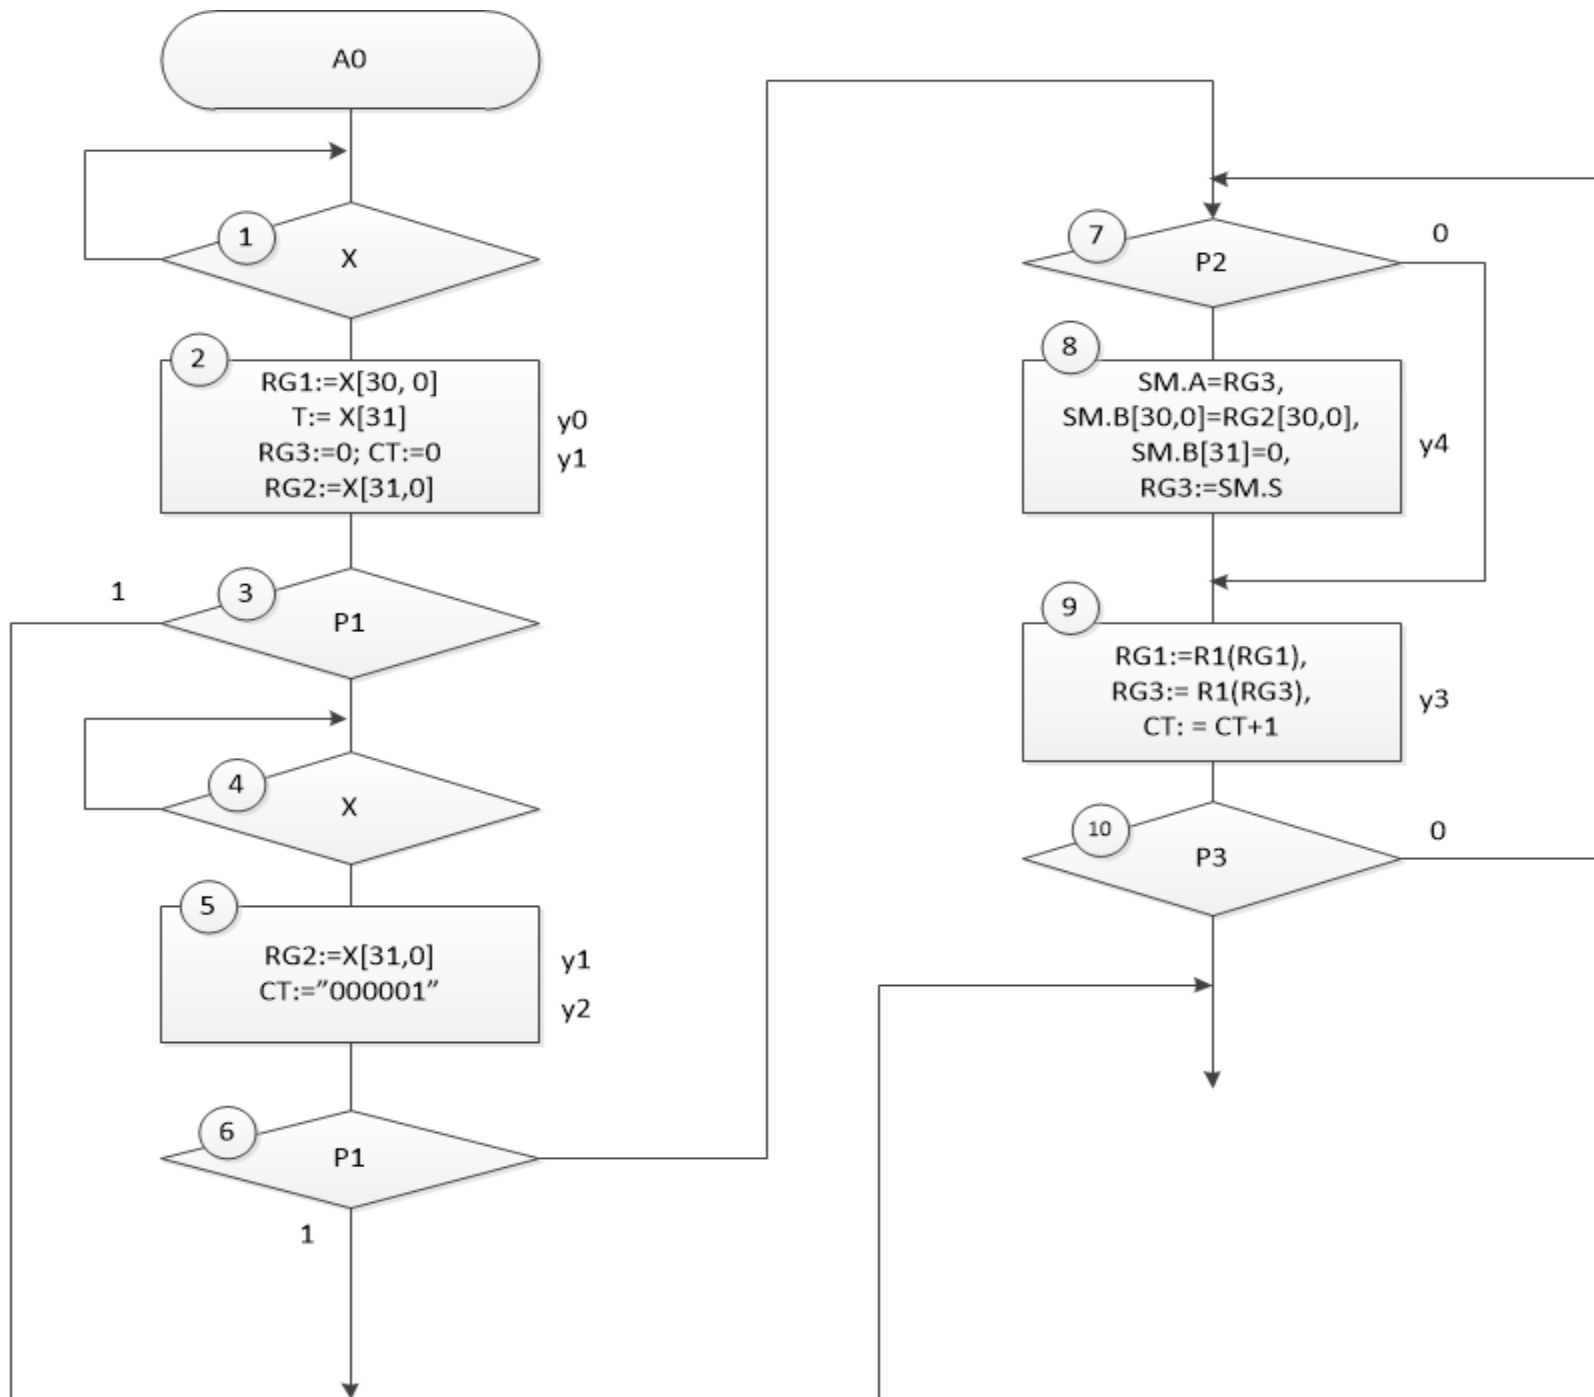 A0
1
X
2
RG1:=X[30, 0]
T:= X[31]
RG3:=0; CT:=0
RG2:=X[31,0]
y0
y1
3
1
P1
4
X
5
RG2:=X[31,0]
CT:="000001"
y1
y2
6
P1
1
7
P2
0
8
SM.A=RG3,
SM.B[30,0]=RG2[30,0],
SM.B[31]=0,
RG3:=SM.S
y4
9
RG1:=R1(RG1),
RG3:= R1(RG3),
CT: = CT+1
y3
10
P3
0